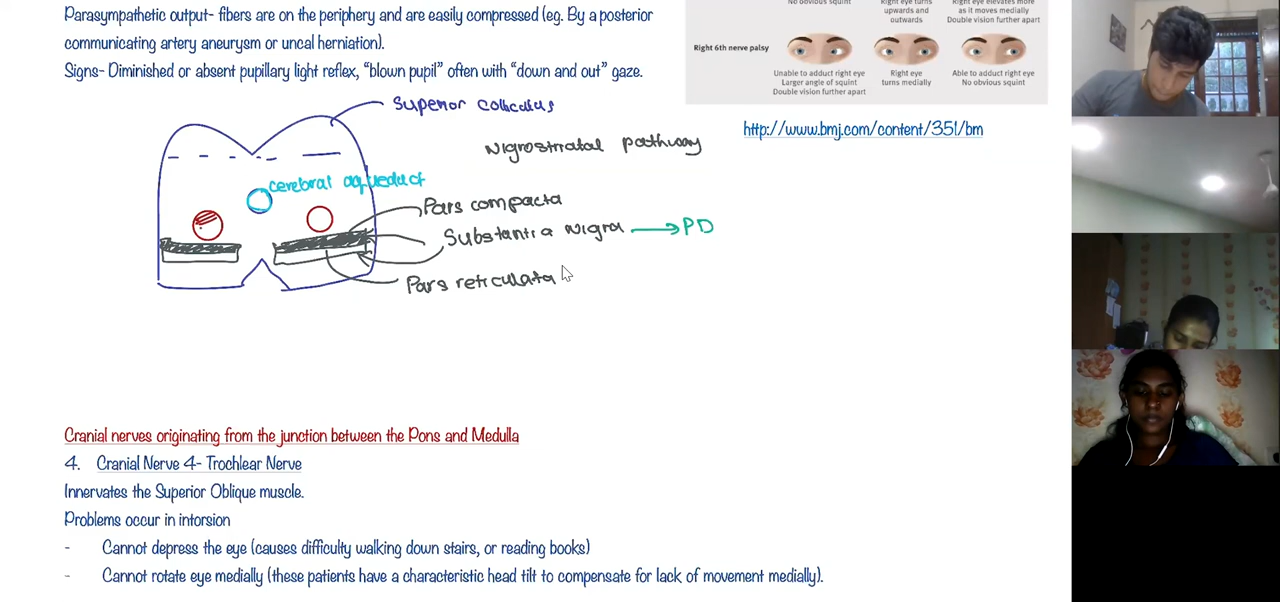 Parasympathetic output- fibers are on the periphery and are easily compressed (eg. By a posterior
communicating artery aneurysm or uncal herniation).
Signs- Diminished or absent pupillary light reflex, “blown pupil” often with “down and out” gaze.
No obvious squint
Right eye turns
upwards and
outwards
Right eye elevates more
as it moves medially
Double vision further apart
Right 6th nerve palsy
Unable to adduct right eye
Larger angle of squint
Double vision further apart
Right eye
turns medially
Able to adduct right eye
No obvious squint
http://www.bmj.com/content/351/bm
Superior colliculus
Nigrostriatal pathway
cerebral aqueduct
Pars compacta
Substantia nigra → PD
Pars reticulata
Cranial nerves originating from the junction between the Pons and Medulla
4. Cranial Nerve 4- Trochlear Nerve
Innervates the Superior Oblique muscle.
Problems occur in intorsion
- Cannot depress the eye (causes difficulty walking down stairs, or reading books)
- Cannot rotate eye medially (these patients have a characteristic head tilt to compensate for lack of movement medially).